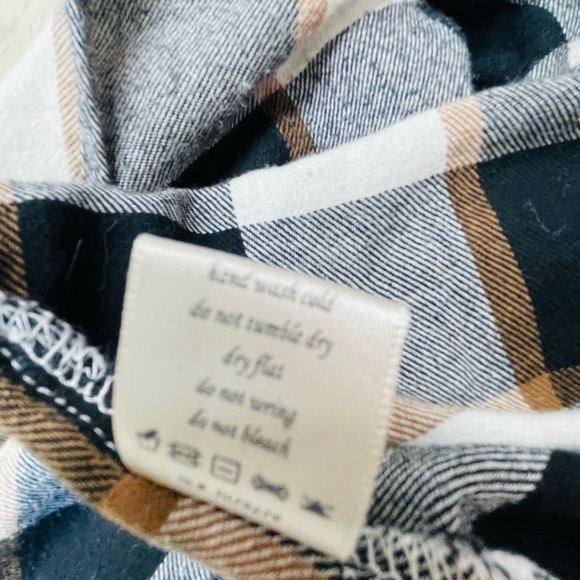 hand wash cold
do not tumble dry
dry flat
do not wring
do not bleach